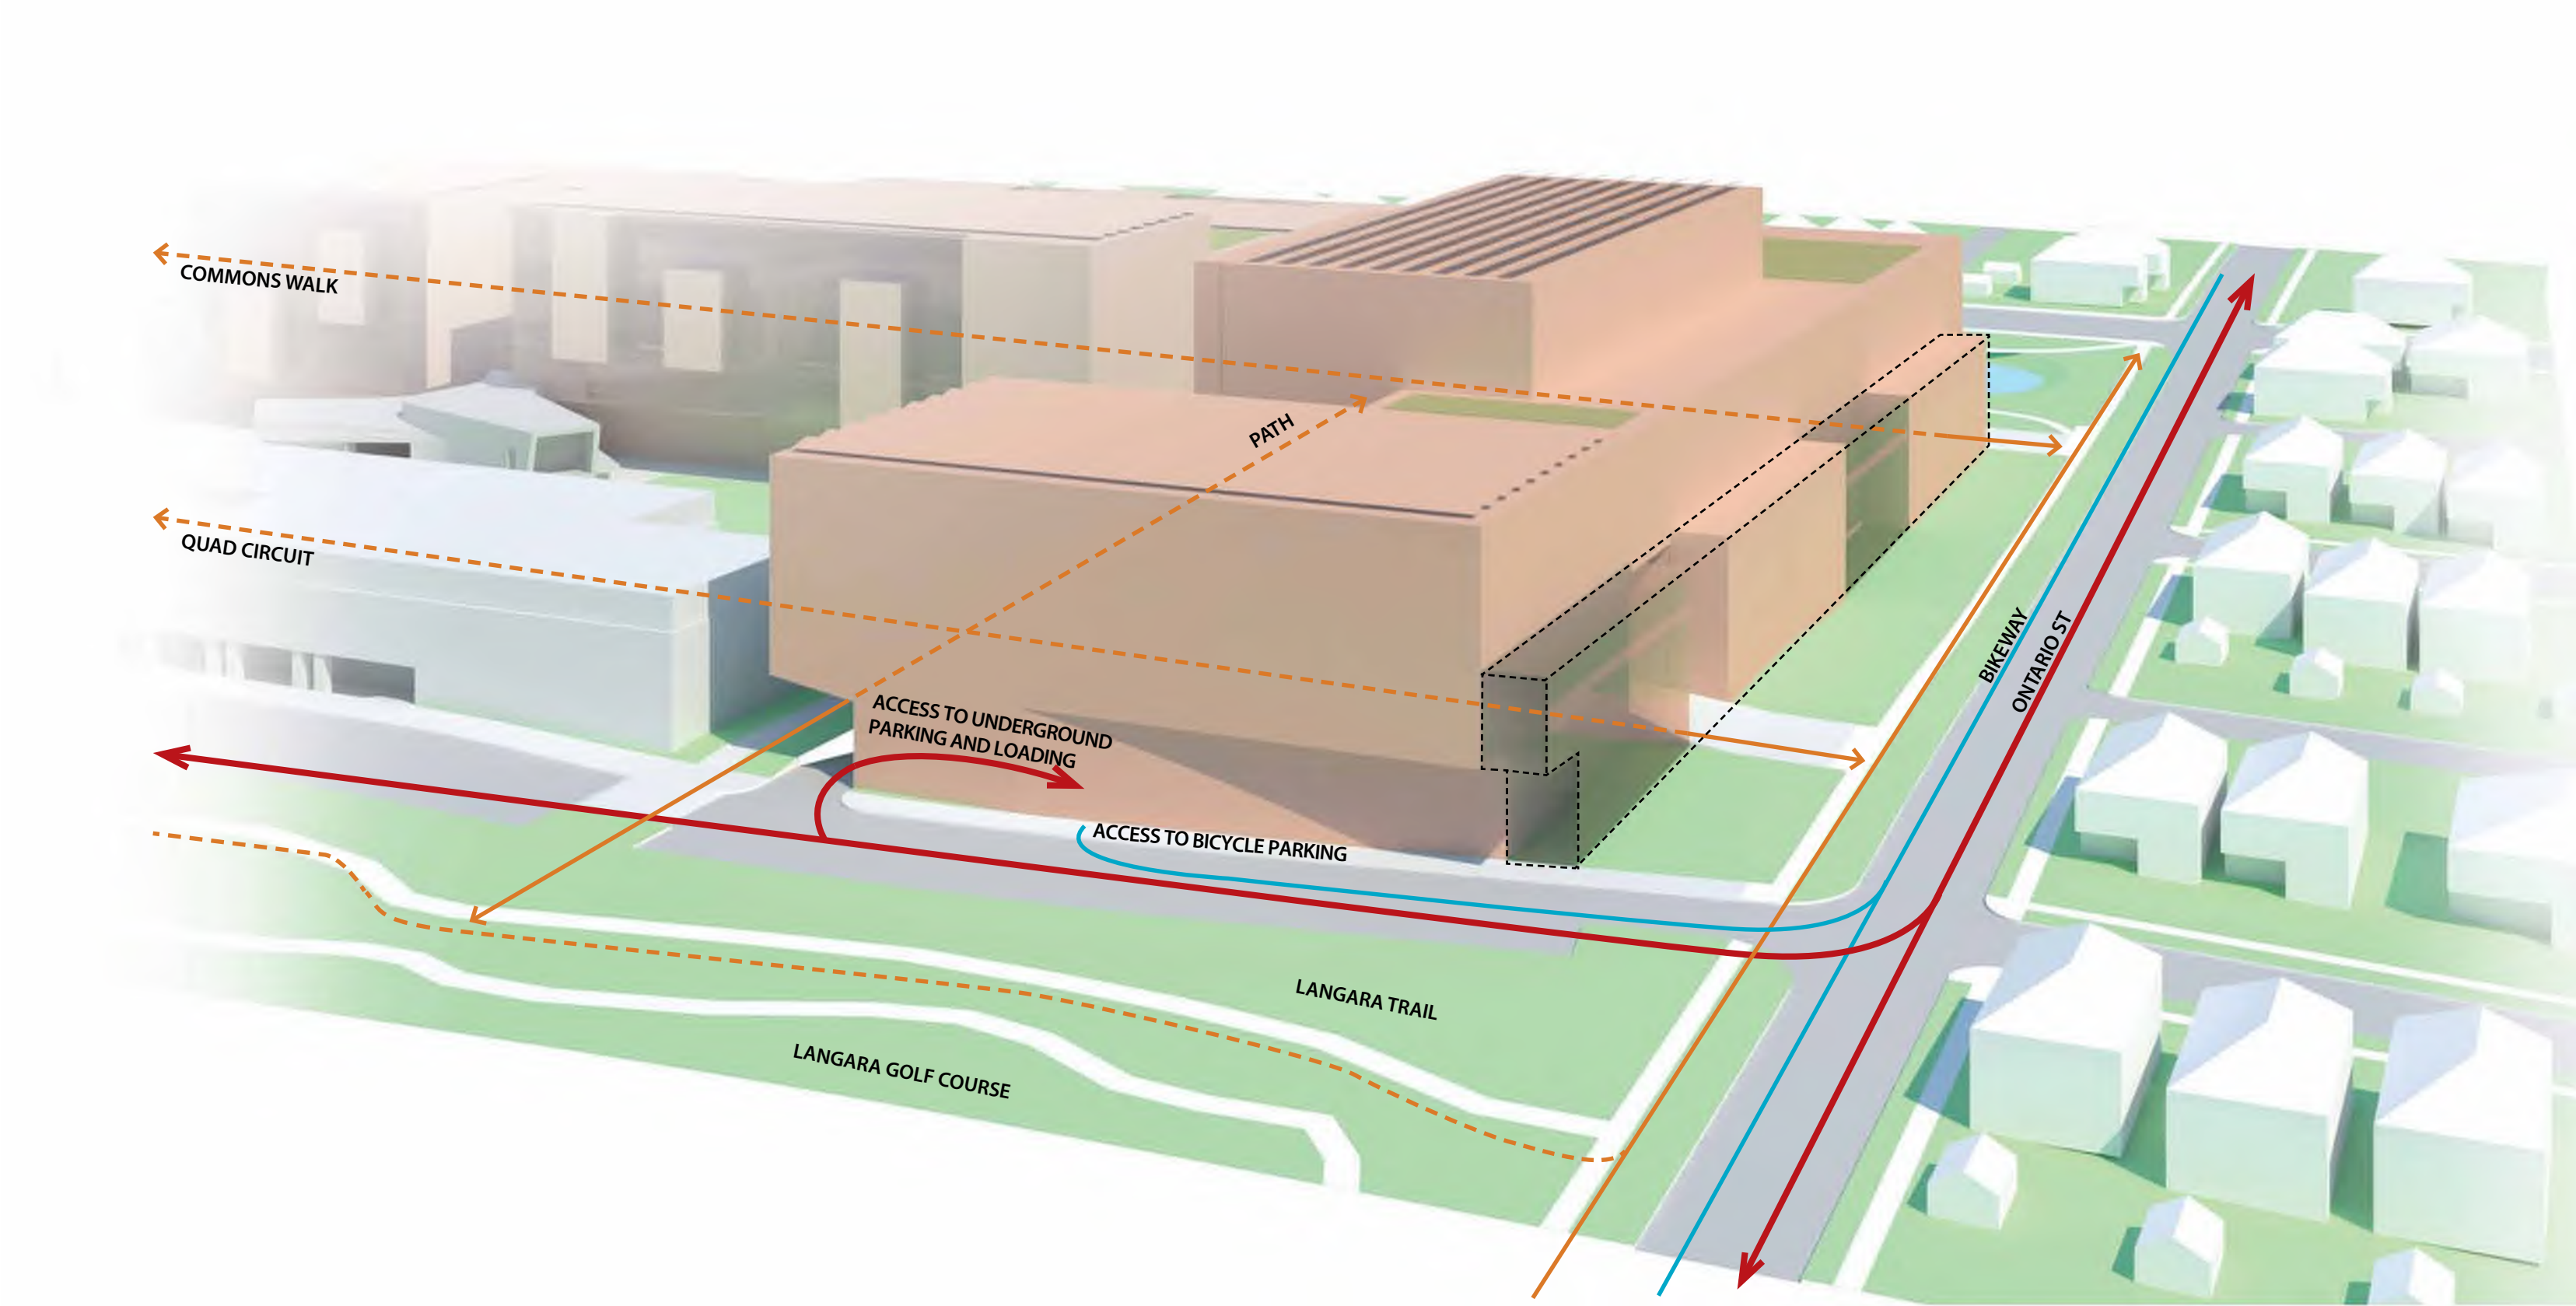 COMMONS WALK
PATH
QUAD CIRCUIT
BIKEWAY
ONTARIO ST
ACCESS TO UNDERGROUND
PARKING AND LOADING
ACCESS TO BICYCLE PARKING
LANGARA TRAIL
LANGARA GOLF COURSE